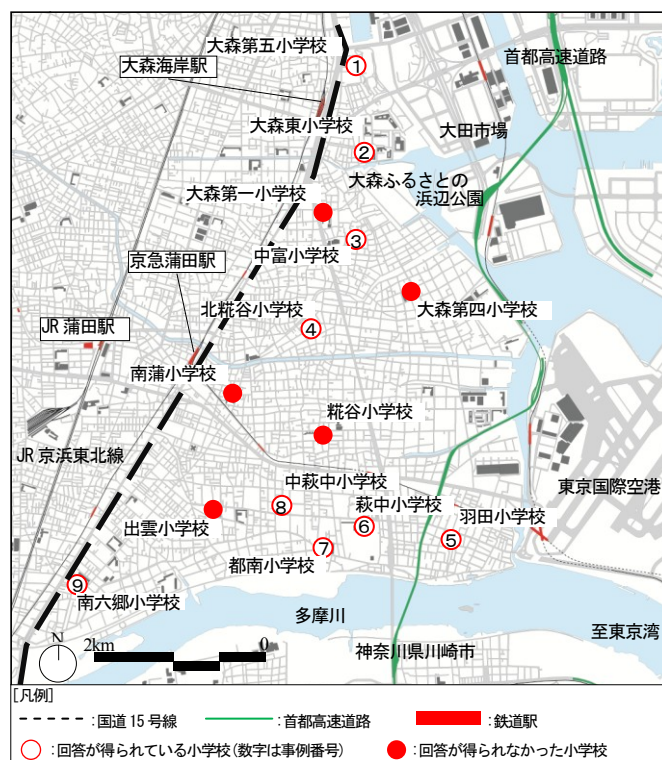 大森第五小学校
①
首都高速道路
大森海岸駅
大森東小学校
大田市場
②
大森ふるさとの
浜辺公園
大森第一小学校
③
中富小学校
京急蒲田駅
大森第四小学校
北糀谷小学校
④
JR 蒲田駅
南蒲小学校
糀谷小学校
JR 京浜東北線
中萩中小学校
東京国際空港
⑧
萩中小学校
羽田小学校
出雲小学校
⑥
⑤
⑦
都南小学校
⑨
南六郷小学校
多摩川
至東京湾
N
2km
0
神奈川県川崎市
[凡例]
:国道 15 号線
:首都高速道路
:鉄道駅
:回答が得られている小学校(数字は事例番号)
:回答が得られなかった小学校